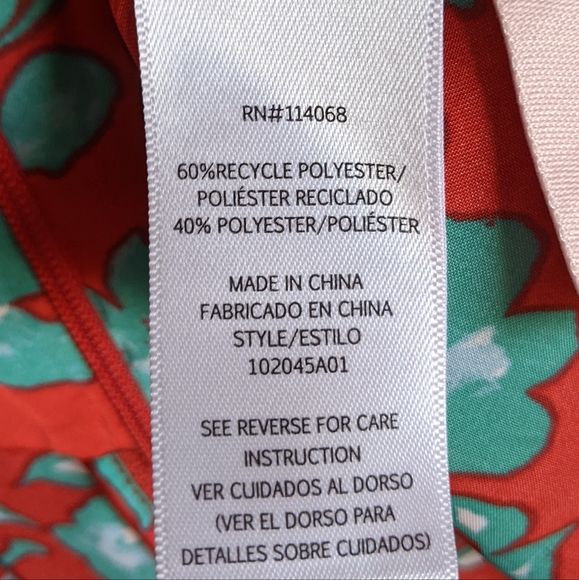 RN#114068
60%RECYCLE POLYESTER/
POLIÉSTER RECICLADO
40% POLYESTER/POLIÉSTER
MADE IN CHINA
FABRICADO EN CHINA
STYLE/ESTILO
102045A01
SEE REVERSE FOR CARE
INSTRUCTION
VER CUIDADOS AL DORSO
(VER EL DORSO PARA
DETALLES SOBRE CUIDADOS)